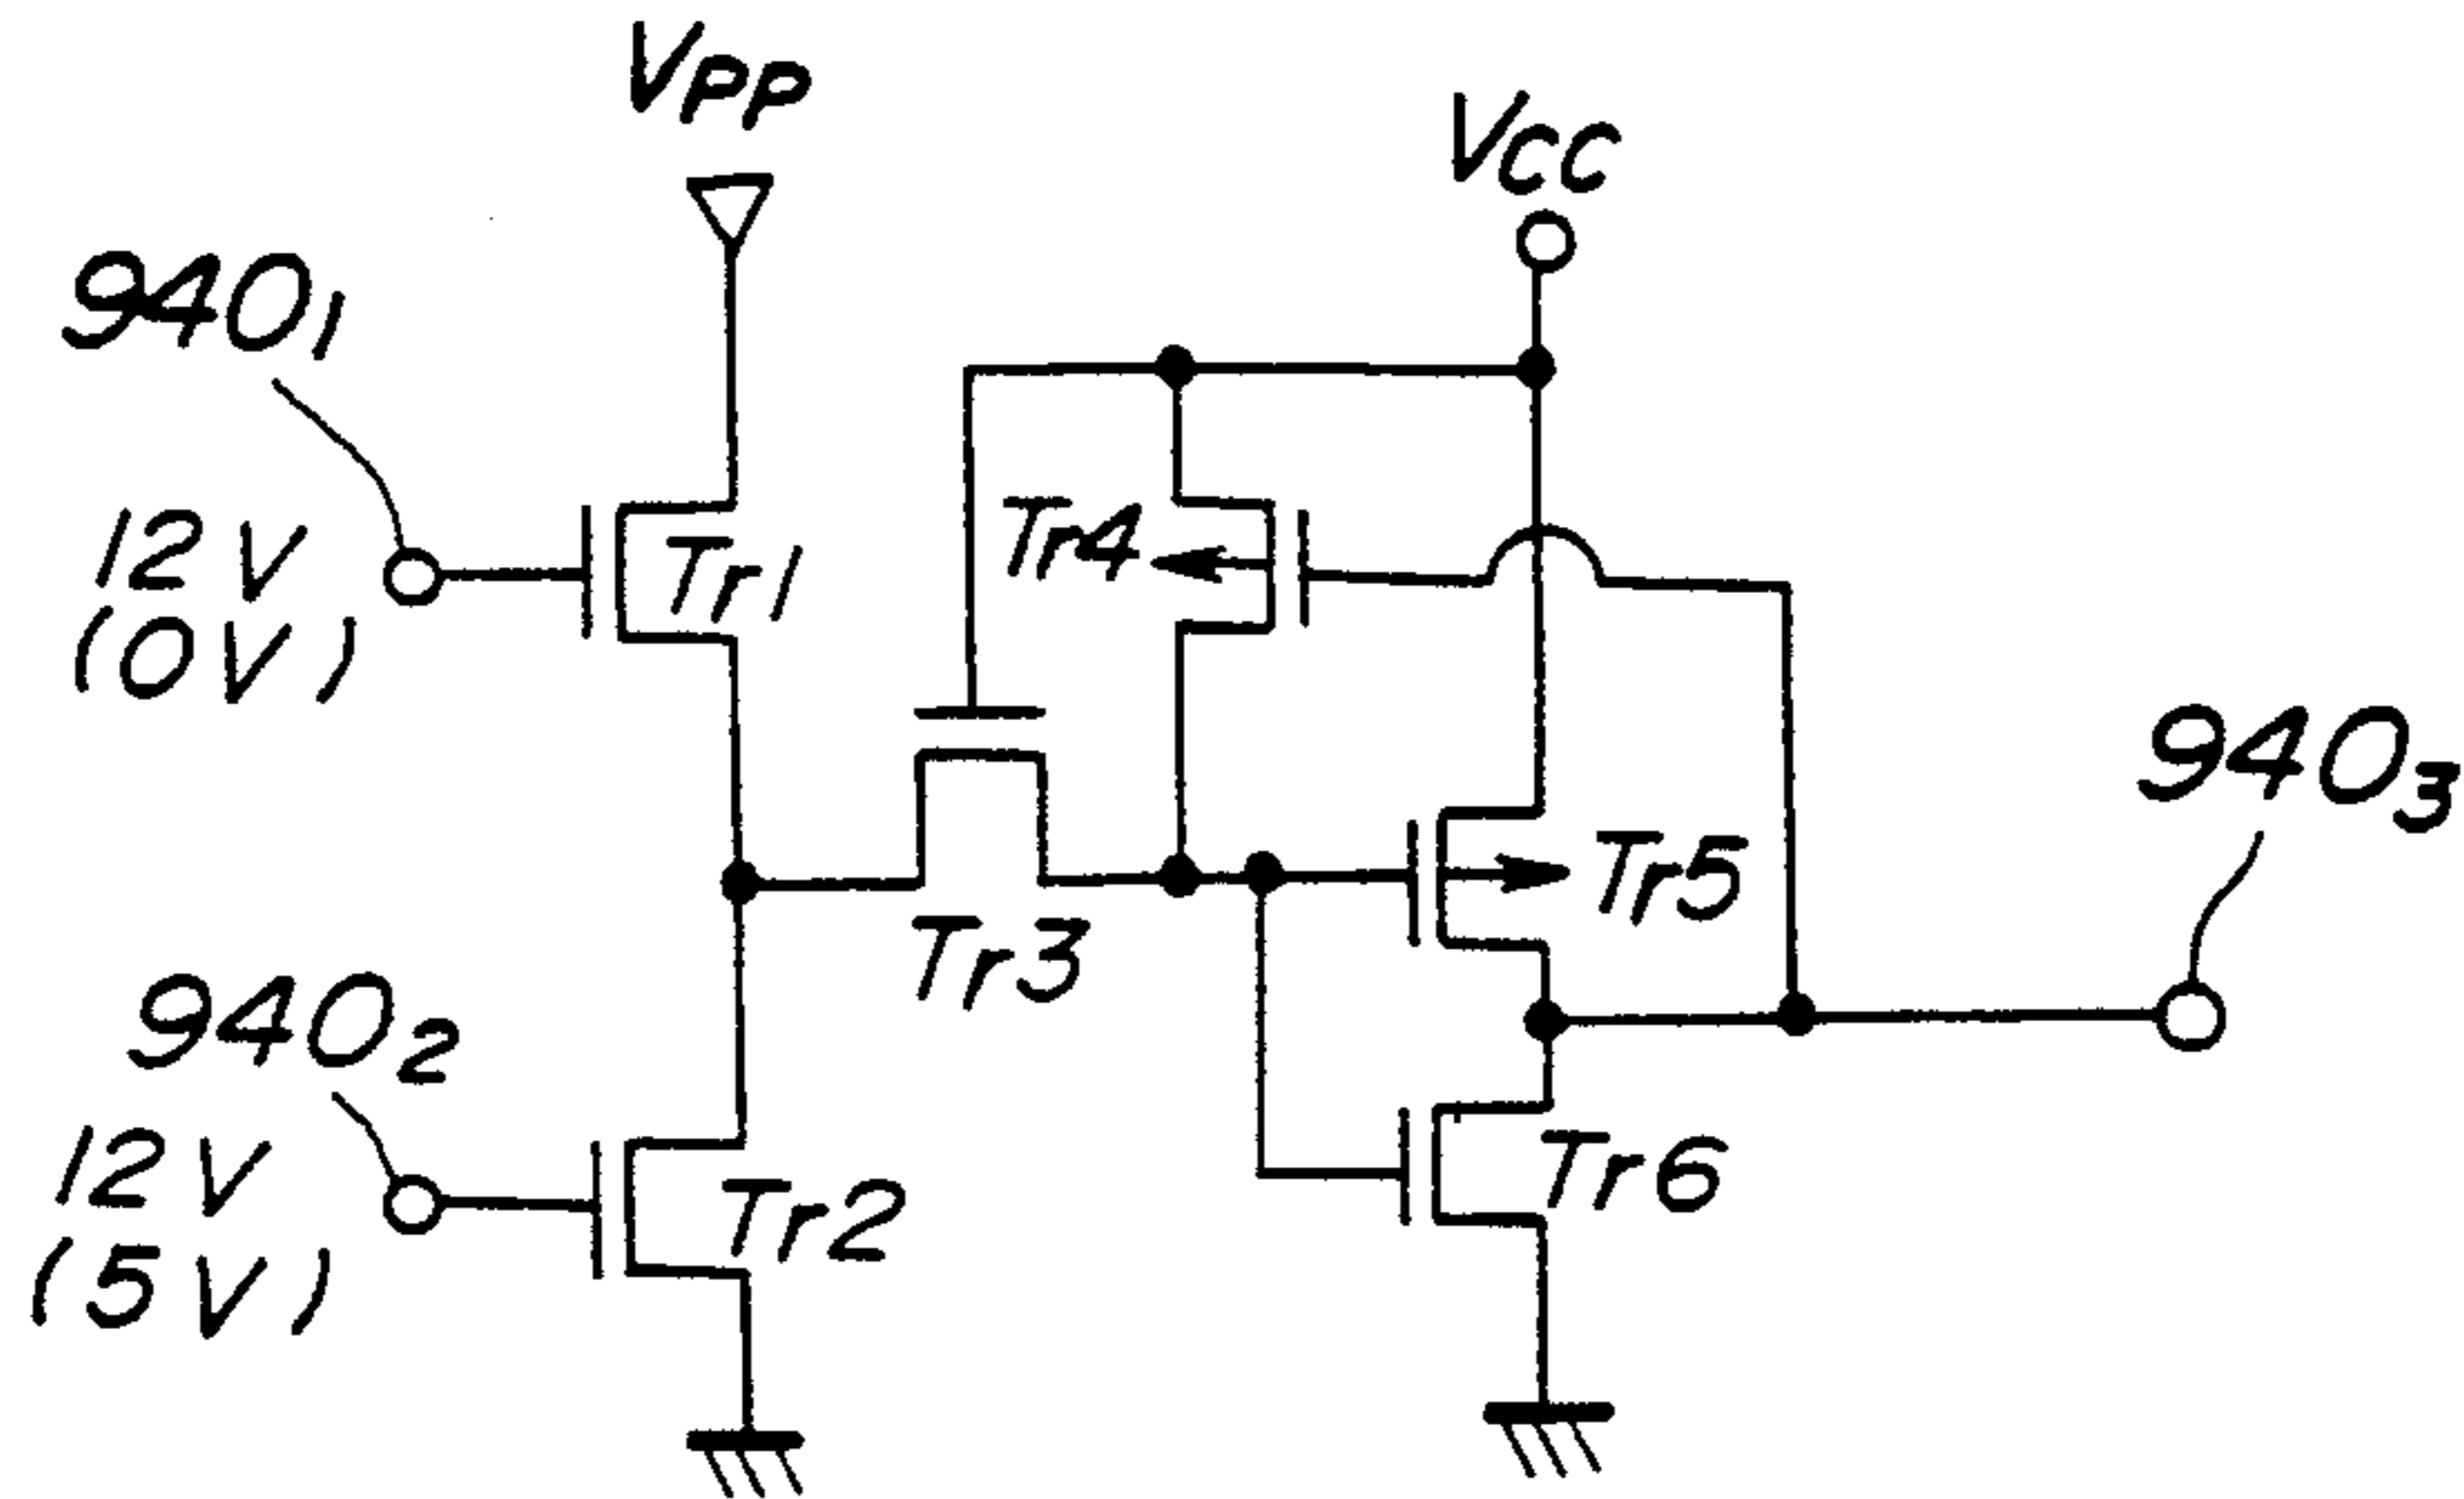 VPP
VCC
940₁
12V
(0V)
Tr1
Tr4
940₃
Tr5
Tr3
940₂
12V
(5V)
Tr2
Tr6